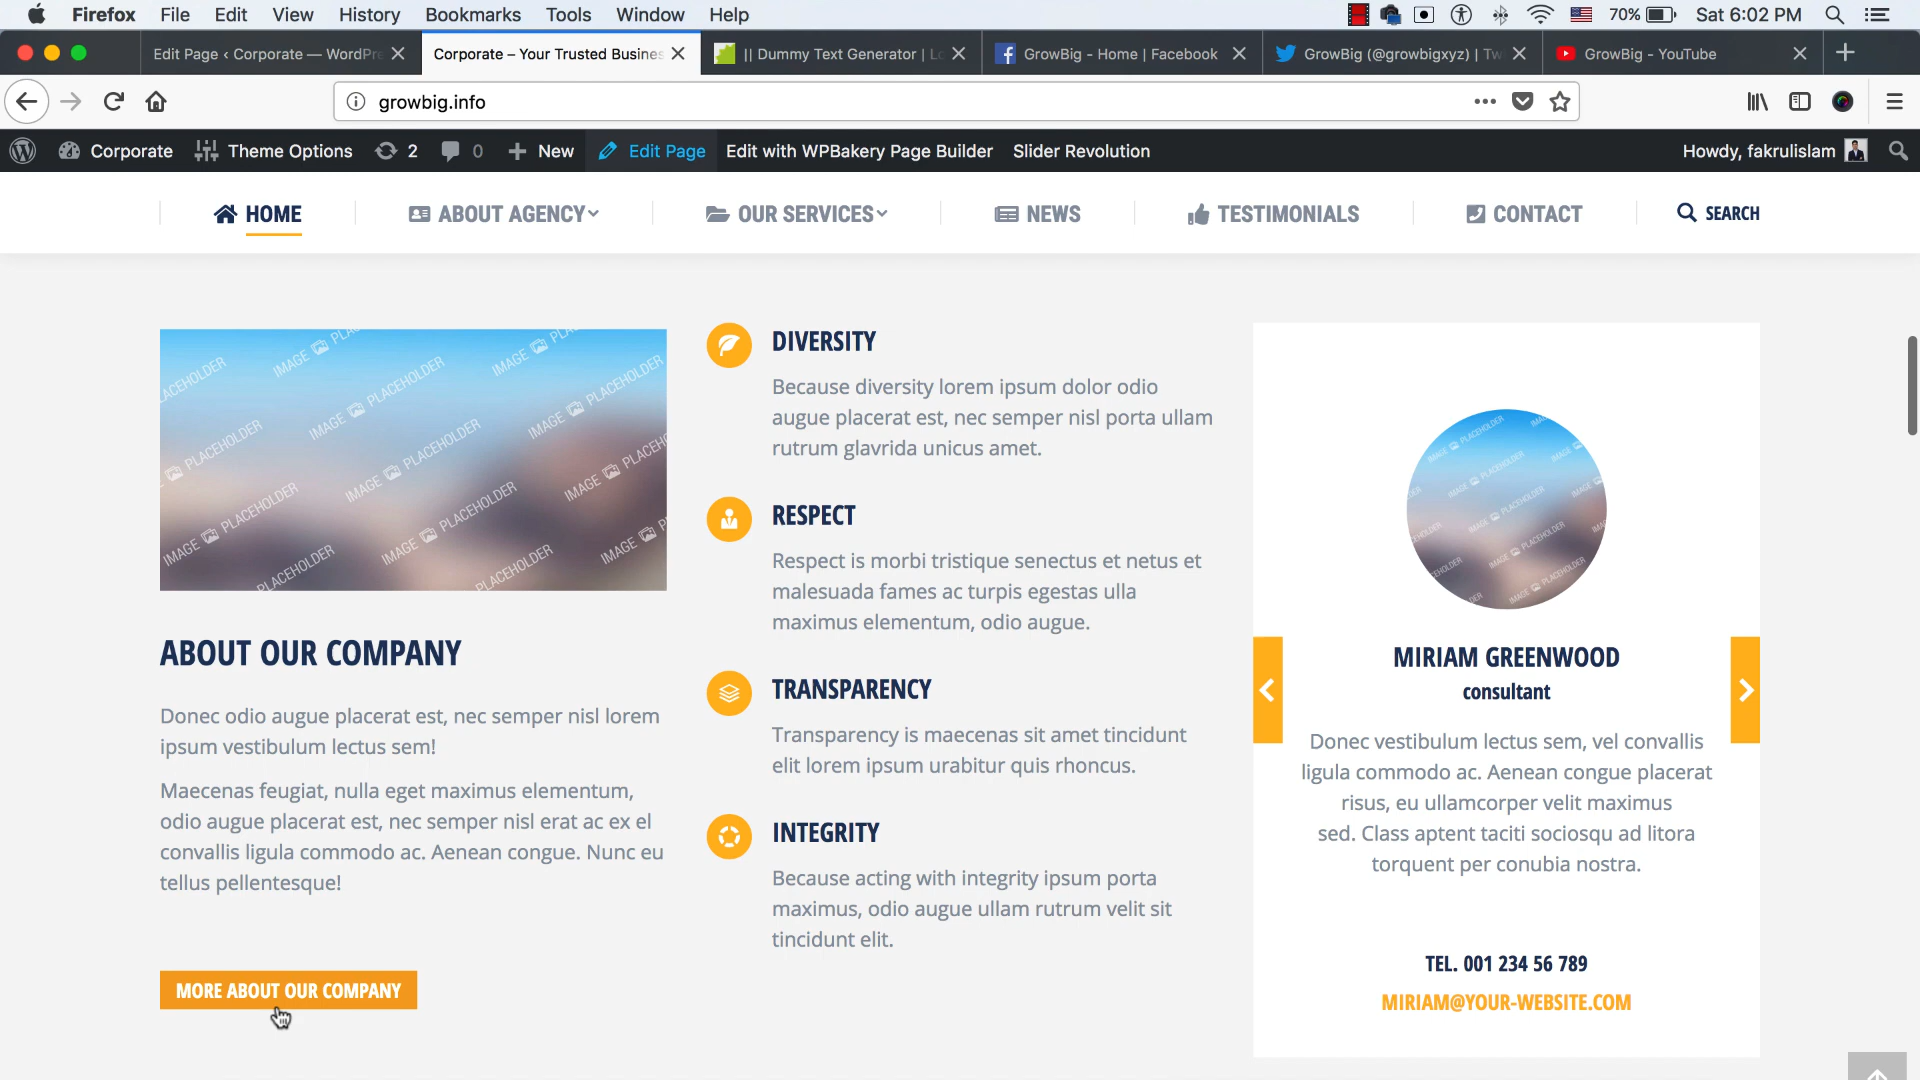 Firefox File Edit View History Bookmarks Tools Window Help 70% Sat 6:02 PM
Edit Page ‹ Corporate — WordPre
Corporate – Your Trusted Busines
|| Dummy Text Generator | Lo
GrowBig - Home | Facebook
GrowBig (@growbigxyz) | Tw
GrowBig - YouTube
growbig.info
Corporate Theme Options 2 0 New Edit Page Edit with WPBakery Page Builder Slider Revolution Howdy, fakrulislam
HOME ABOUT AGENCY OUR SERVICES NEWS TESTIMONIALS CONTACT SEARCH
IMAGE PLACEHOLDER
ABOUT OUR COMPANY
Donec odio augue placerat est, nec semper nisl lorem
ipsum vestibulum lectus sem!
Maecenas feugiat, nulla eget maximus elementum,
odio augue placerat est, nec semper nisl erat ac ex el
convallis ligula commodo ac. Aenean congue. Nunc eu
tellus pellentesque!
MORE ABOUT OUR COMPANY
DIVERSITY
Because diversity lorem ipsum dolor odio
augue placerat est, nec semper nisl porta ullam
rutrum glavrida unicus amet.
RESPECT
Respect is morbi tristique senectus et netus et
malesuada fames ac turpis egestas ulla
maximus elementum, odio augue.
TRANSPARENCY
Transparency is maecenas sit amet tincidunt
elit lorem ipsum urabitur quis rhoncus.
INTEGRITY
Because acting with integrity ipsum porta
maximus, odio augue ullam rutrum velit sit
tincidunt elit.
IMAGE PLACEHOLDER
MIRIAM GREENWOOD
consultant
Donec vestibulum lectus sem, vel convallis
ligula commodo ac. Aenean congue placerat
risus, eu ullamcorper velit maximus
sed. Class aptent taciti sociosqu ad litora
torquent per conubia nostra.
TEL. 001 234 56 789
MIRIAM@YOUR-WEBSITE.COM